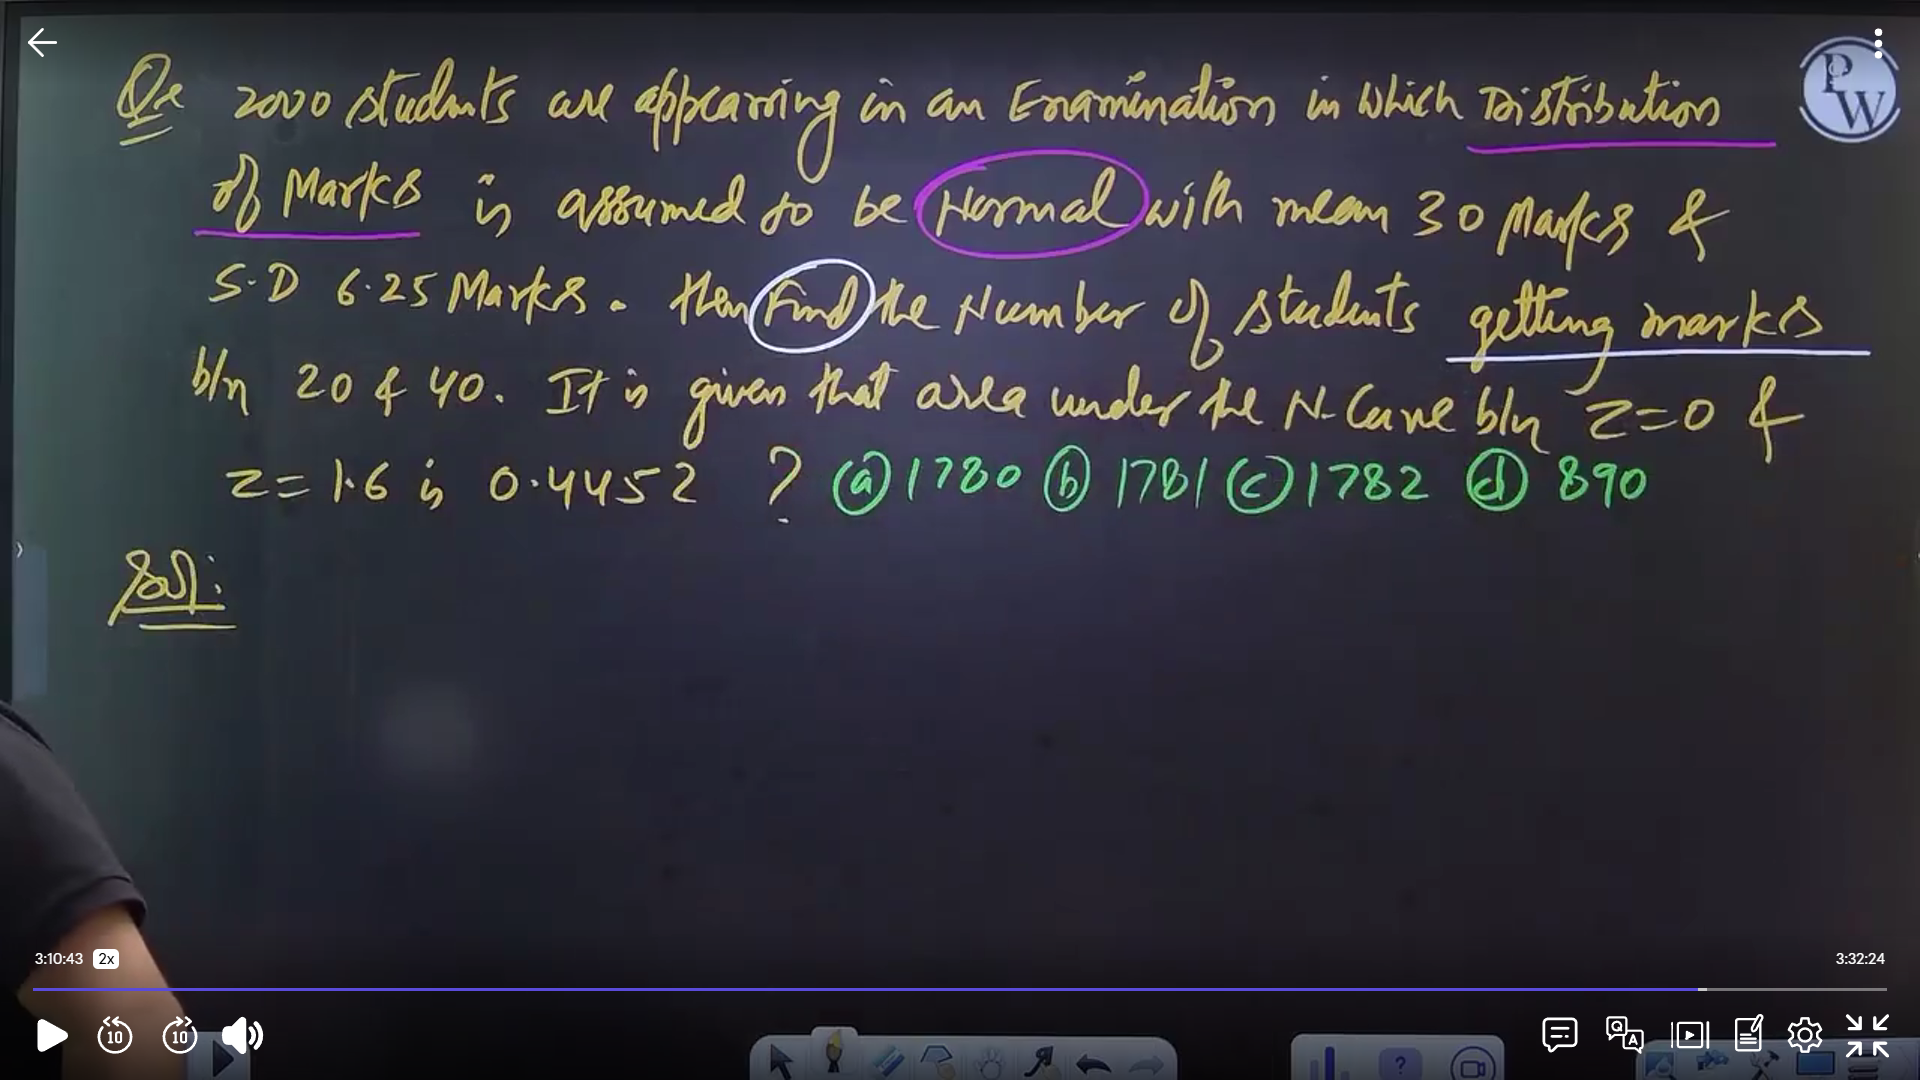 Qe 2000 students are appearing in an Examination in which Distribution
of Marks is assumed to be Normal with mean 30 Marks &
S.D 6.25 Marks. then Find the Number of students getting marks
b/n 20 & 40. It is given that area under the N-Curve b/n Z=0 &
Z=1.6 is 0.4452 ? (a) 1780 (b) 1781 (c) 1782 (d) 890
Sol:
PW
3:10:43 2x 3:32:24
10 10